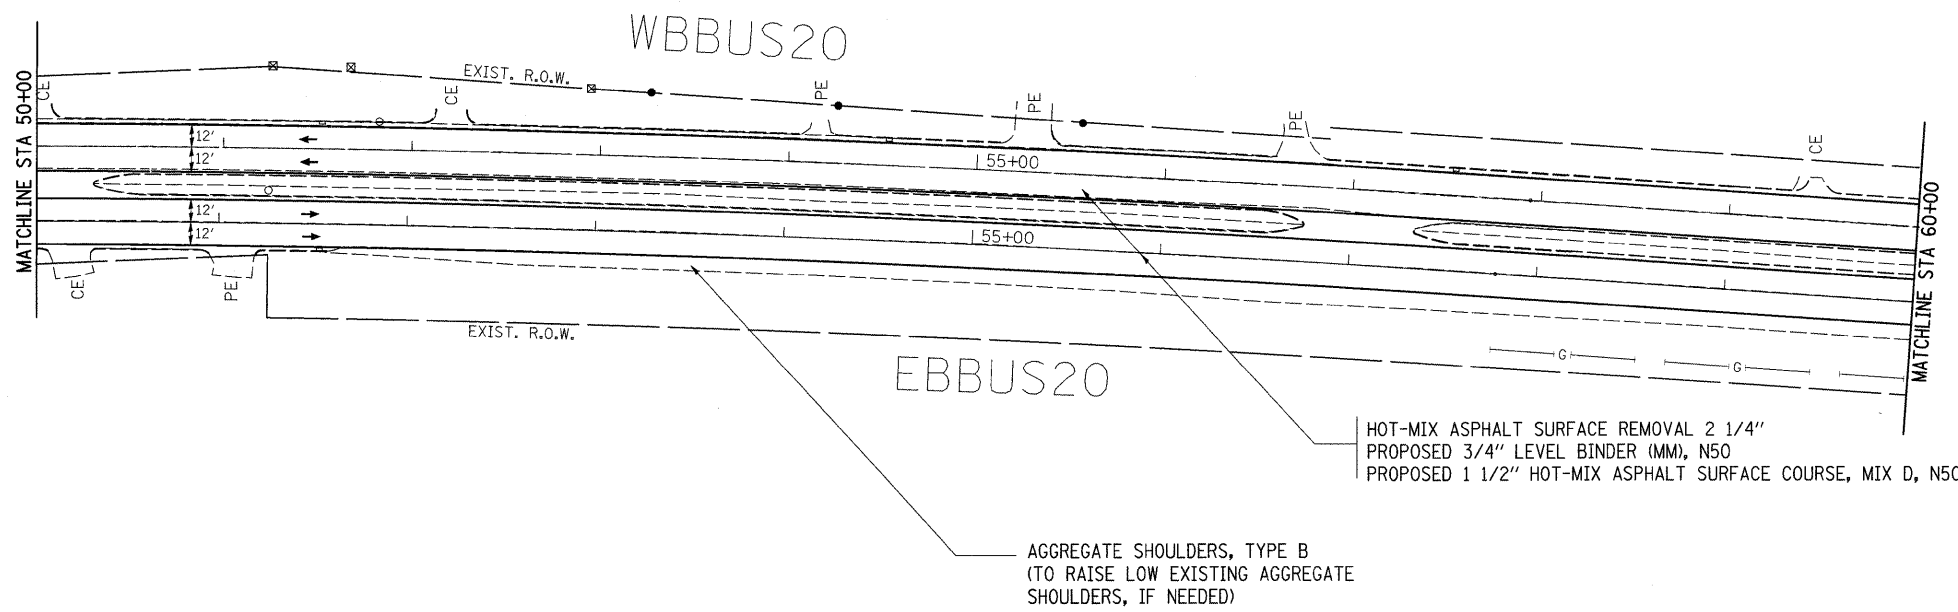 WBBUS20
EXIST. R.O.W.
CE
CE
PE
PE
PE
CE
MATCHLINE STA 50+00
12'
12'
55+00
12'
12'
55+00
MATCHLINE STA 60+00
CE
PE
EXIST. R.O.W.
EBBUS20
G
G
HOT-MIX ASPHALT SURFACE REMOVAL 2 1/4"
PROPOSED 3/4" LEVEL BINDER (MM), N50
PROPOSED 1 1/2" HOT-MIX ASPHALT SURFACE COURSE, MIX D, N50
AGGREGATE SHOULDERS, TYPE B
(TO RAISE LOW EXISTING AGGREGATE
SHOULDERS, IF NEEDED)